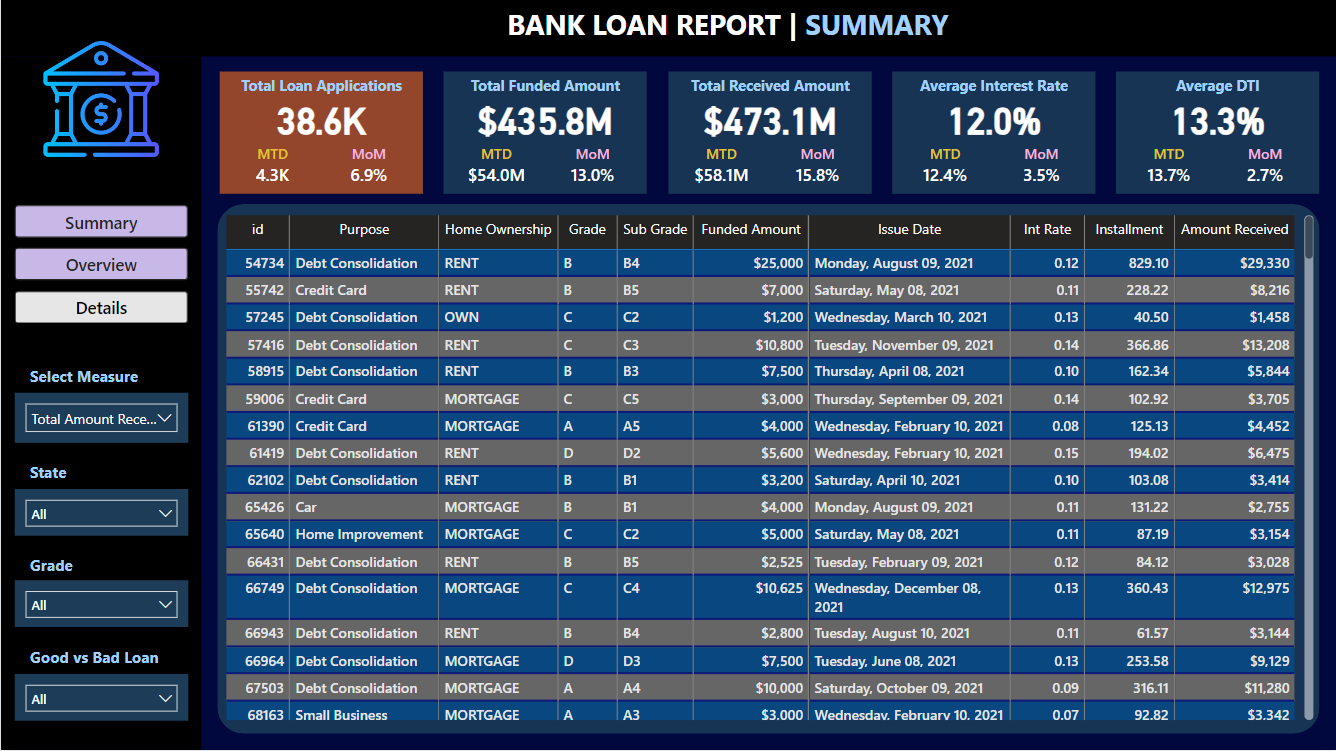 BANK LOAN REPORT | SUMMARY
$
Total Loan Applications
38.6K
MTD MoM
4.3K 6.9%
Total Funded Amount
$435.8M
MTD MoM
$54.0M 13.0%
Total Received Amount
$473.1M
MTD MoM
$58.1M 15.8%
Average Interest Rate
12.0%
MTD MoM
12.4% 3.5%
Average DTI
13.3%
MTD MoM
13.7% 2.7%
Summary
Overview
Details
Select Measure
Total Amount Rece...
State
All
Grade
All
Good vs Bad Loan
All
id Purpose Home Ownership Grade Sub Grade Funded Amount Issue Date Int Rate Installment Amount Received
54734 Debt Consolidation RENT B B4 $25,000 Monday, August 09, 2021 0.12 829.10 $29,330
55742 Credit Card RENT B B5 $7,000 Saturday, May 08, 2021 0.11 228.22 $8,216
57245 Debt Consolidation OWN C C2 $1,200 Wednesday, March 10, 2021 0.13 40.50 $1,458
57416 Debt Consolidation RENT C C3 $10,800 Tuesday, November 09, 2021 0.14 366.86 $13,208
58915 Debt Consolidation RENT B B3 $7,500 Thursday, April 08, 2021 0.10 162.34 $5,844
59006 Credit Card MORTGAGE C C5 $3,000 Thursday, September 09, 2021 0.14 102.92 $3,705
61390 Credit Card MORTGAGE A A5 $4,000 Wednesday, February 10, 2021 0.08 125.13 $4,452
61419 Debt Consolidation RENT D D2 $5,600 Wednesday, February 10, 2021 0.15 194.02 $6,475
62102 Debt Consolidation RENT B B1 $3,200 Saturday, April 10, 2021 0.10 103.08 $3,414
65426 Car MORTGAGE B B1 $4,000 Monday, August 09, 2021 0.11 131.22 $2,755
65640 Home Improvement MORTGAGE C C2 $5,000 Saturday, May 08, 2021 0.11 87.19 $3,154
66431 Debt Consolidation RENT B B5 $2,525 Tuesday, February 09, 2021 0.12 84.12 $3,028
66749 Debt Consolidation MORTGAGE C C4 $10,625 Wednesday, December 08, 0.13 360.43 $12,975
2021
66943 Debt Consolidation RENT B B4 $2,800 Tuesday, August 10, 2021 0.11 61.57 $3,144
66964 Debt Consolidation MORTGAGE D D3 $7,500 Tuesday, June 08, 2021 0.13 253.58 $9,129
67503 Debt Consolidation MORTGAGE A A4 $10,000 Saturday, October 09, 2021 0.09 316.11 $11,280
68163 Small Business MORTGAGE A A3 $3,000 Wednesday, February 10, 2021 0.07 92.82 $3,342